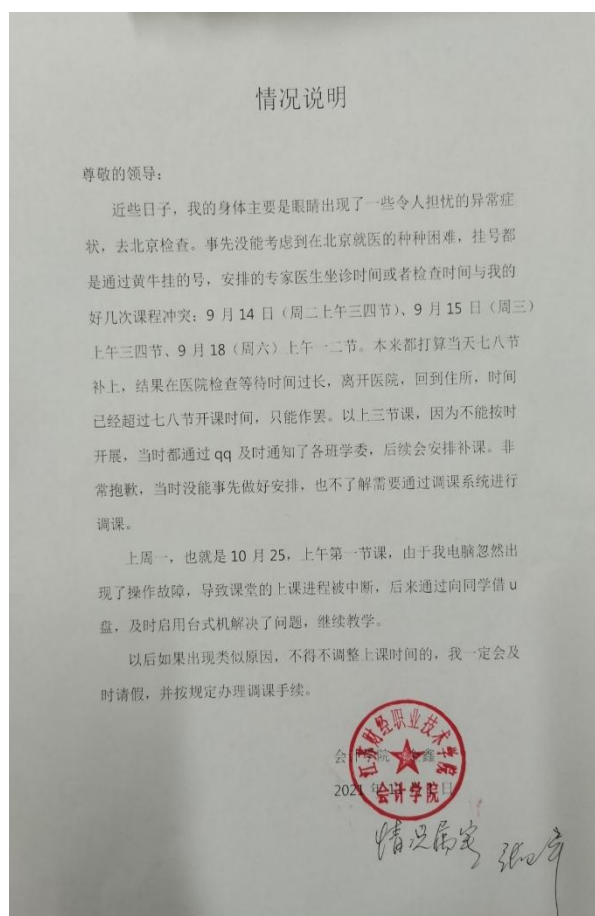 情况说明
尊敬的领导:
近些日子，我的身体主要是眼睛出现了一些令人担忧的异常症
状，去北京检查。事先没能考虑到在北京就医的种种困难，挂号都
是通过黄牛挂的号，安排的专家医生坐诊时间或者检查时间与我的
好几次课程冲突：9 月 14 日（周二上午三四节）、9 月 15 日（周三）
上午三四节、9 月 18（周六）上午一二节。本来都打算当天七八节
补上，结果在医院检查等待时间过长，离开医院，回到住所，时间
已经超过七八节开课时间，只能作罢。以上三节课，因为不能按时
开展，当时都通过 qq 及时通知了各班学委，后续会安排补课。非
常抱歉，当时没能事先做好安排，也不了解需要通过调课系统进行
调课。
上周一，也就是 10 月 25，上午第一节课，由于我电脑忽然出
现了操作故障，导致课堂的上课进程被中断，后来通过向同学借 u
盘，及时启用台式机解决了问题，继续教学。
以后如果出现类似原因，不得不调整上课时间的，我一定会及
时请假，并按规定办理调课手续。
会计学院 鑫
2021 年 日
江苏财经职业技术学院
会计学院
情况属实